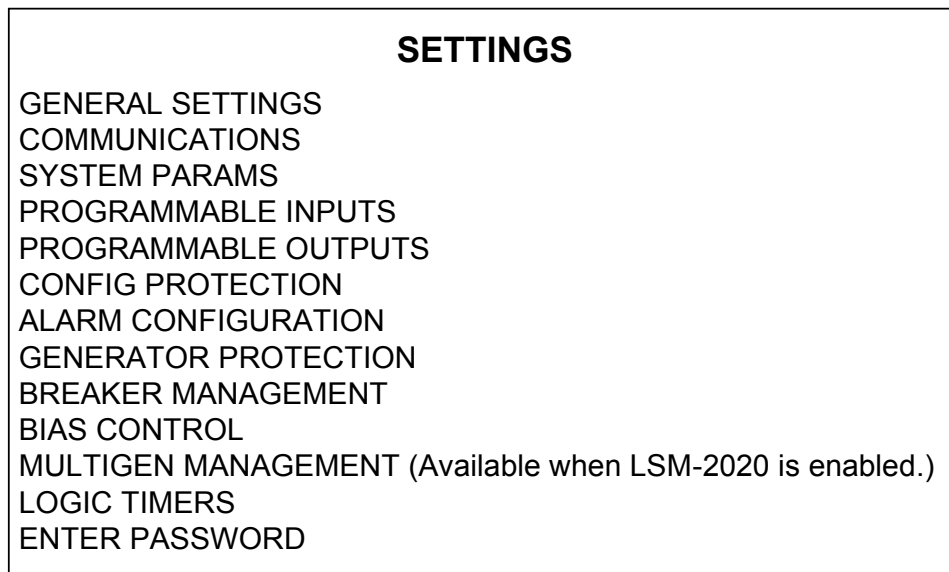 SETTINGS
GENERAL SETTINGS
COMMUNICATIONS
SYSTEM PARAMS
PROGRAMMABLE INPUTS
PROGRAMMABLE OUTPUTS
CONFIG PROTECTION
ALARM CONFIGURATION
GENERATOR PROTECTION
BREAKER MANAGEMENT
BIAS CONTROL
MULTIGEN MANAGEMENT (Available when LSM-2020 is enabled.)
LOGIC TIMERS
ENTER PASSWORD